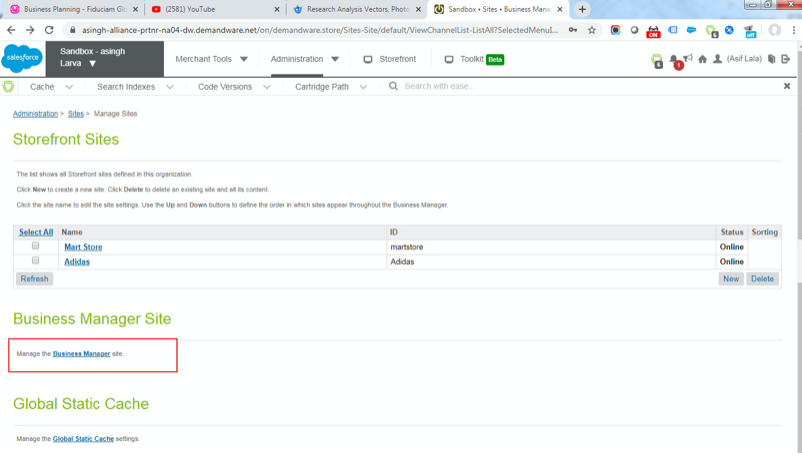 Business Planning - Fiduciam Glo
(2581) YouTube
Research Analysis Vectors, Photo
Sandbox • Sites • Business Mana
asingh-alliance-prtnr-na04-dw.demandware.net/on/demandware.store/Sites-Site/default/ViewChannelList-ListAll?SelectedMenuI...
ON
6
off
salesforce
Sandbox - asingh
Larva
Merchant Tools
Administration
Storefront
Toolkit Beta
6
1
(Asif Lala)
Cache
Search Indexes
Code Versions
Cartridge Path
Search with ease...
Administration > Sites > Manage Sites
Storefront Sites
The list shows all Storefront sites defined in this organization.
Click New to create a new site. Click Delete to delete an existing site and all its content.
Click the site name to edit the site settings. Use the Up and Down buttons to define the order in which sites appear throughout the Business Manager.
Select All Name ID Status Sorting
Mart Store martstore Online
Adidas Adidas Online
Refresh New Delete
Business Manager Site
Manage the Business Manager site.
Global Static Cache
Manage the Global Static Cache settings.